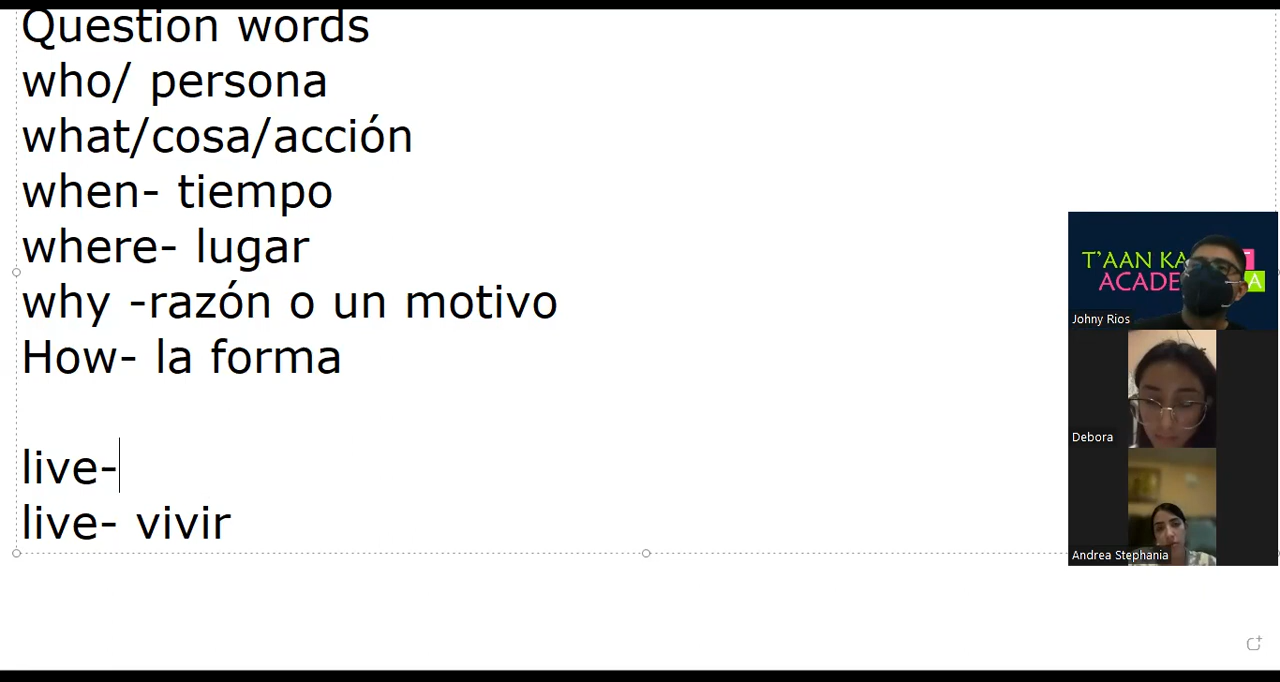 Question words
who/ persona
what/cosa/acción
when- tiempo
where- lugar
why -razón o un motivo
How- la forma
live-
live- vivir
T'AAN KA
ACADE
A
Johny Rios
Debora
Andrea Stephania